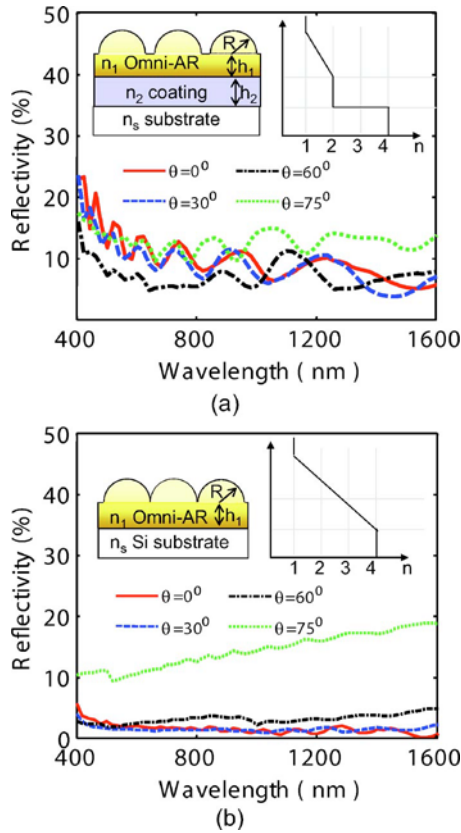 (a)
50
40
30
20
10
Reflectivity (%)
R
n₁ Omni-AR
h₁
n₂ coating
h₂
nₛ substrate
1 2 3 4 n
θ=0⁰
θ=60⁰
θ=30⁰
θ=75⁰
400 800 1200 1600
Wavelength ( nm )
(a)
50
40
30
20
10
0
Reflectivity (%)
R
n₁ Omni-AR
h₁
nₛ Si substrate
1 2 3 4 n
θ=0⁰
θ=60⁰
θ=30⁰
θ=75⁰
400 800 1200 1600
Wavelength ( nm )
(b)